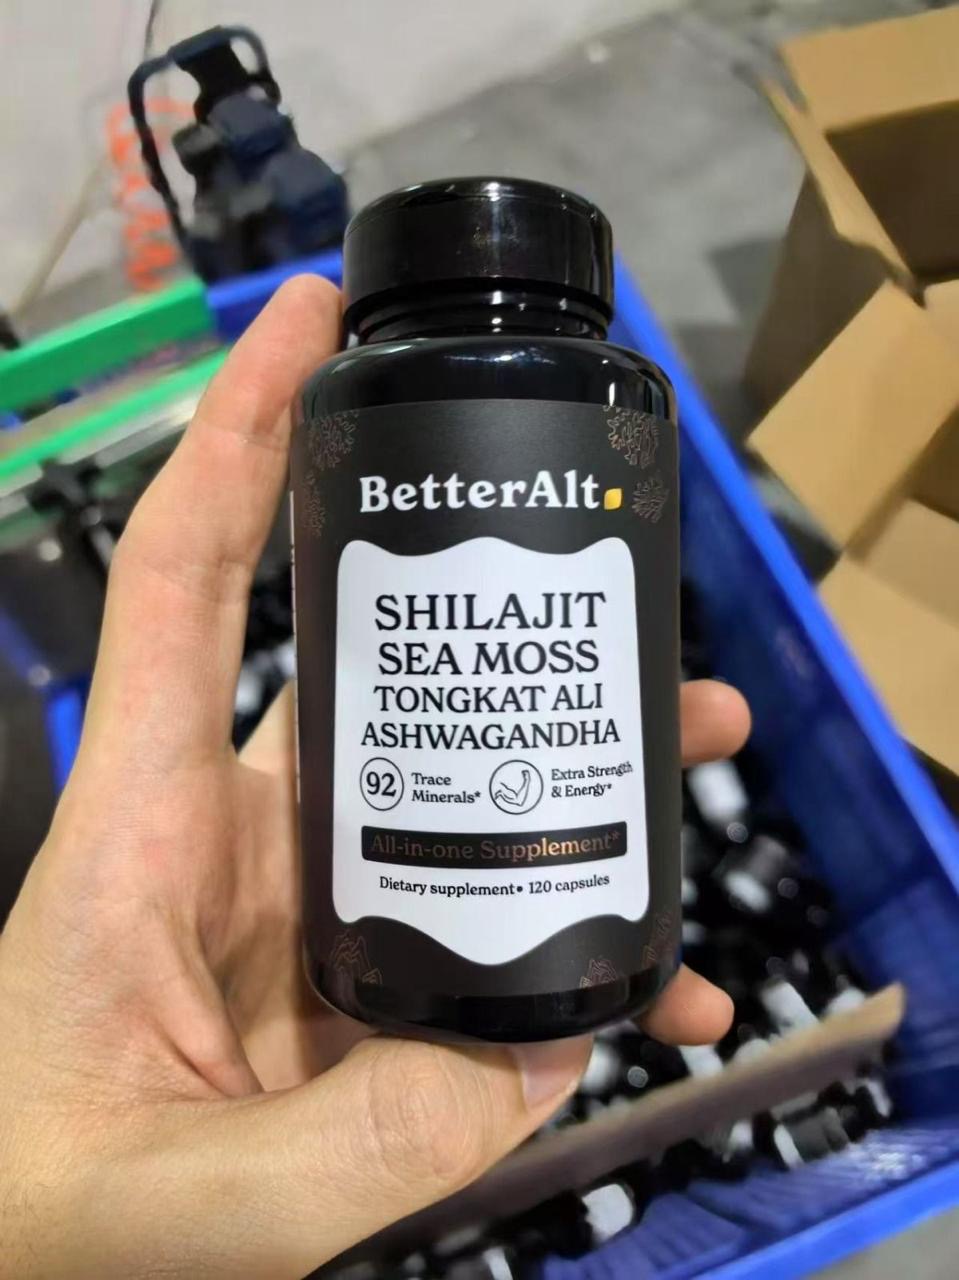 BetterAlt
SHILAJIT
SEA MOSS
TONGKAT ALI
ASHWAGANDHA
92
Trace
Minerals*
Extra Strength
& Energy*
All-in-one Supplement*
Dietary supplement• 120 capsules